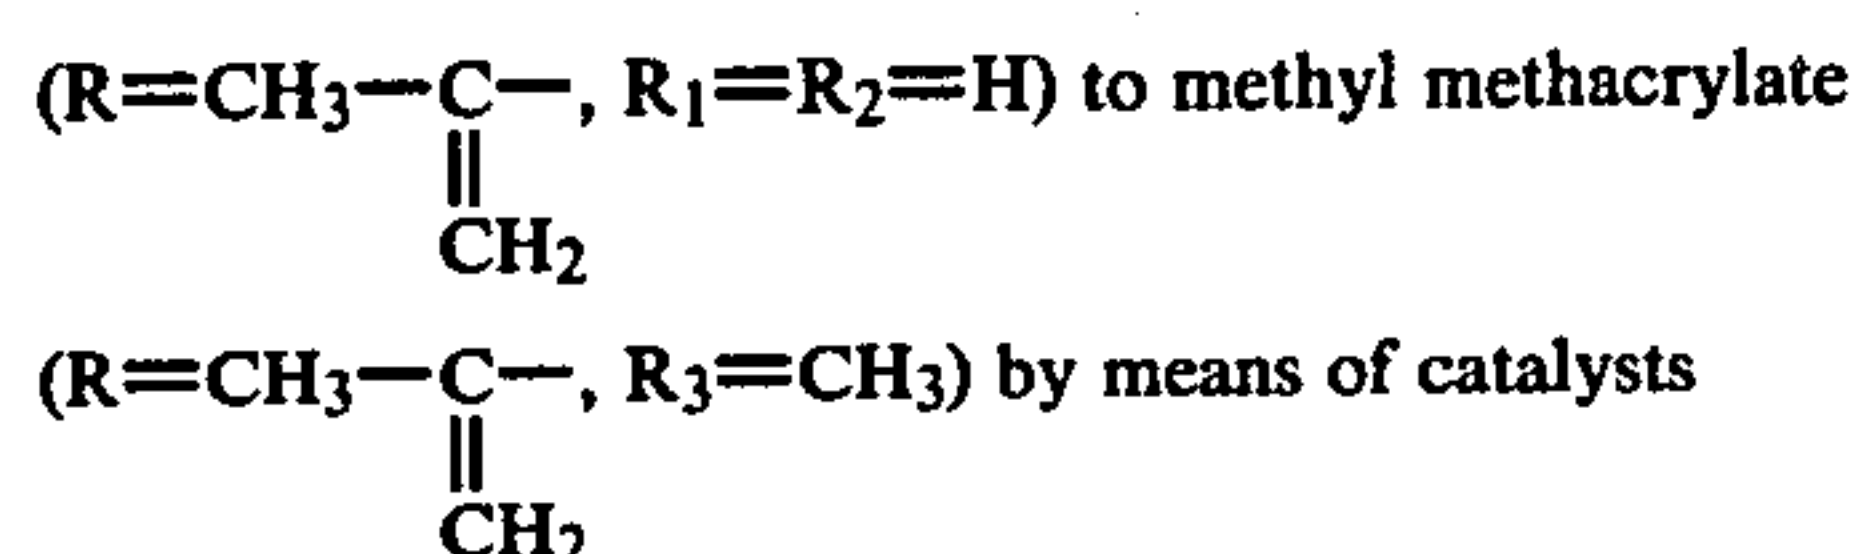 (R=CH3—C—, R1=R2=H) to methyl methacrylate
||
CH2
(R=CH3—C—, R3=CH3) by means of catalysts
||
CH2